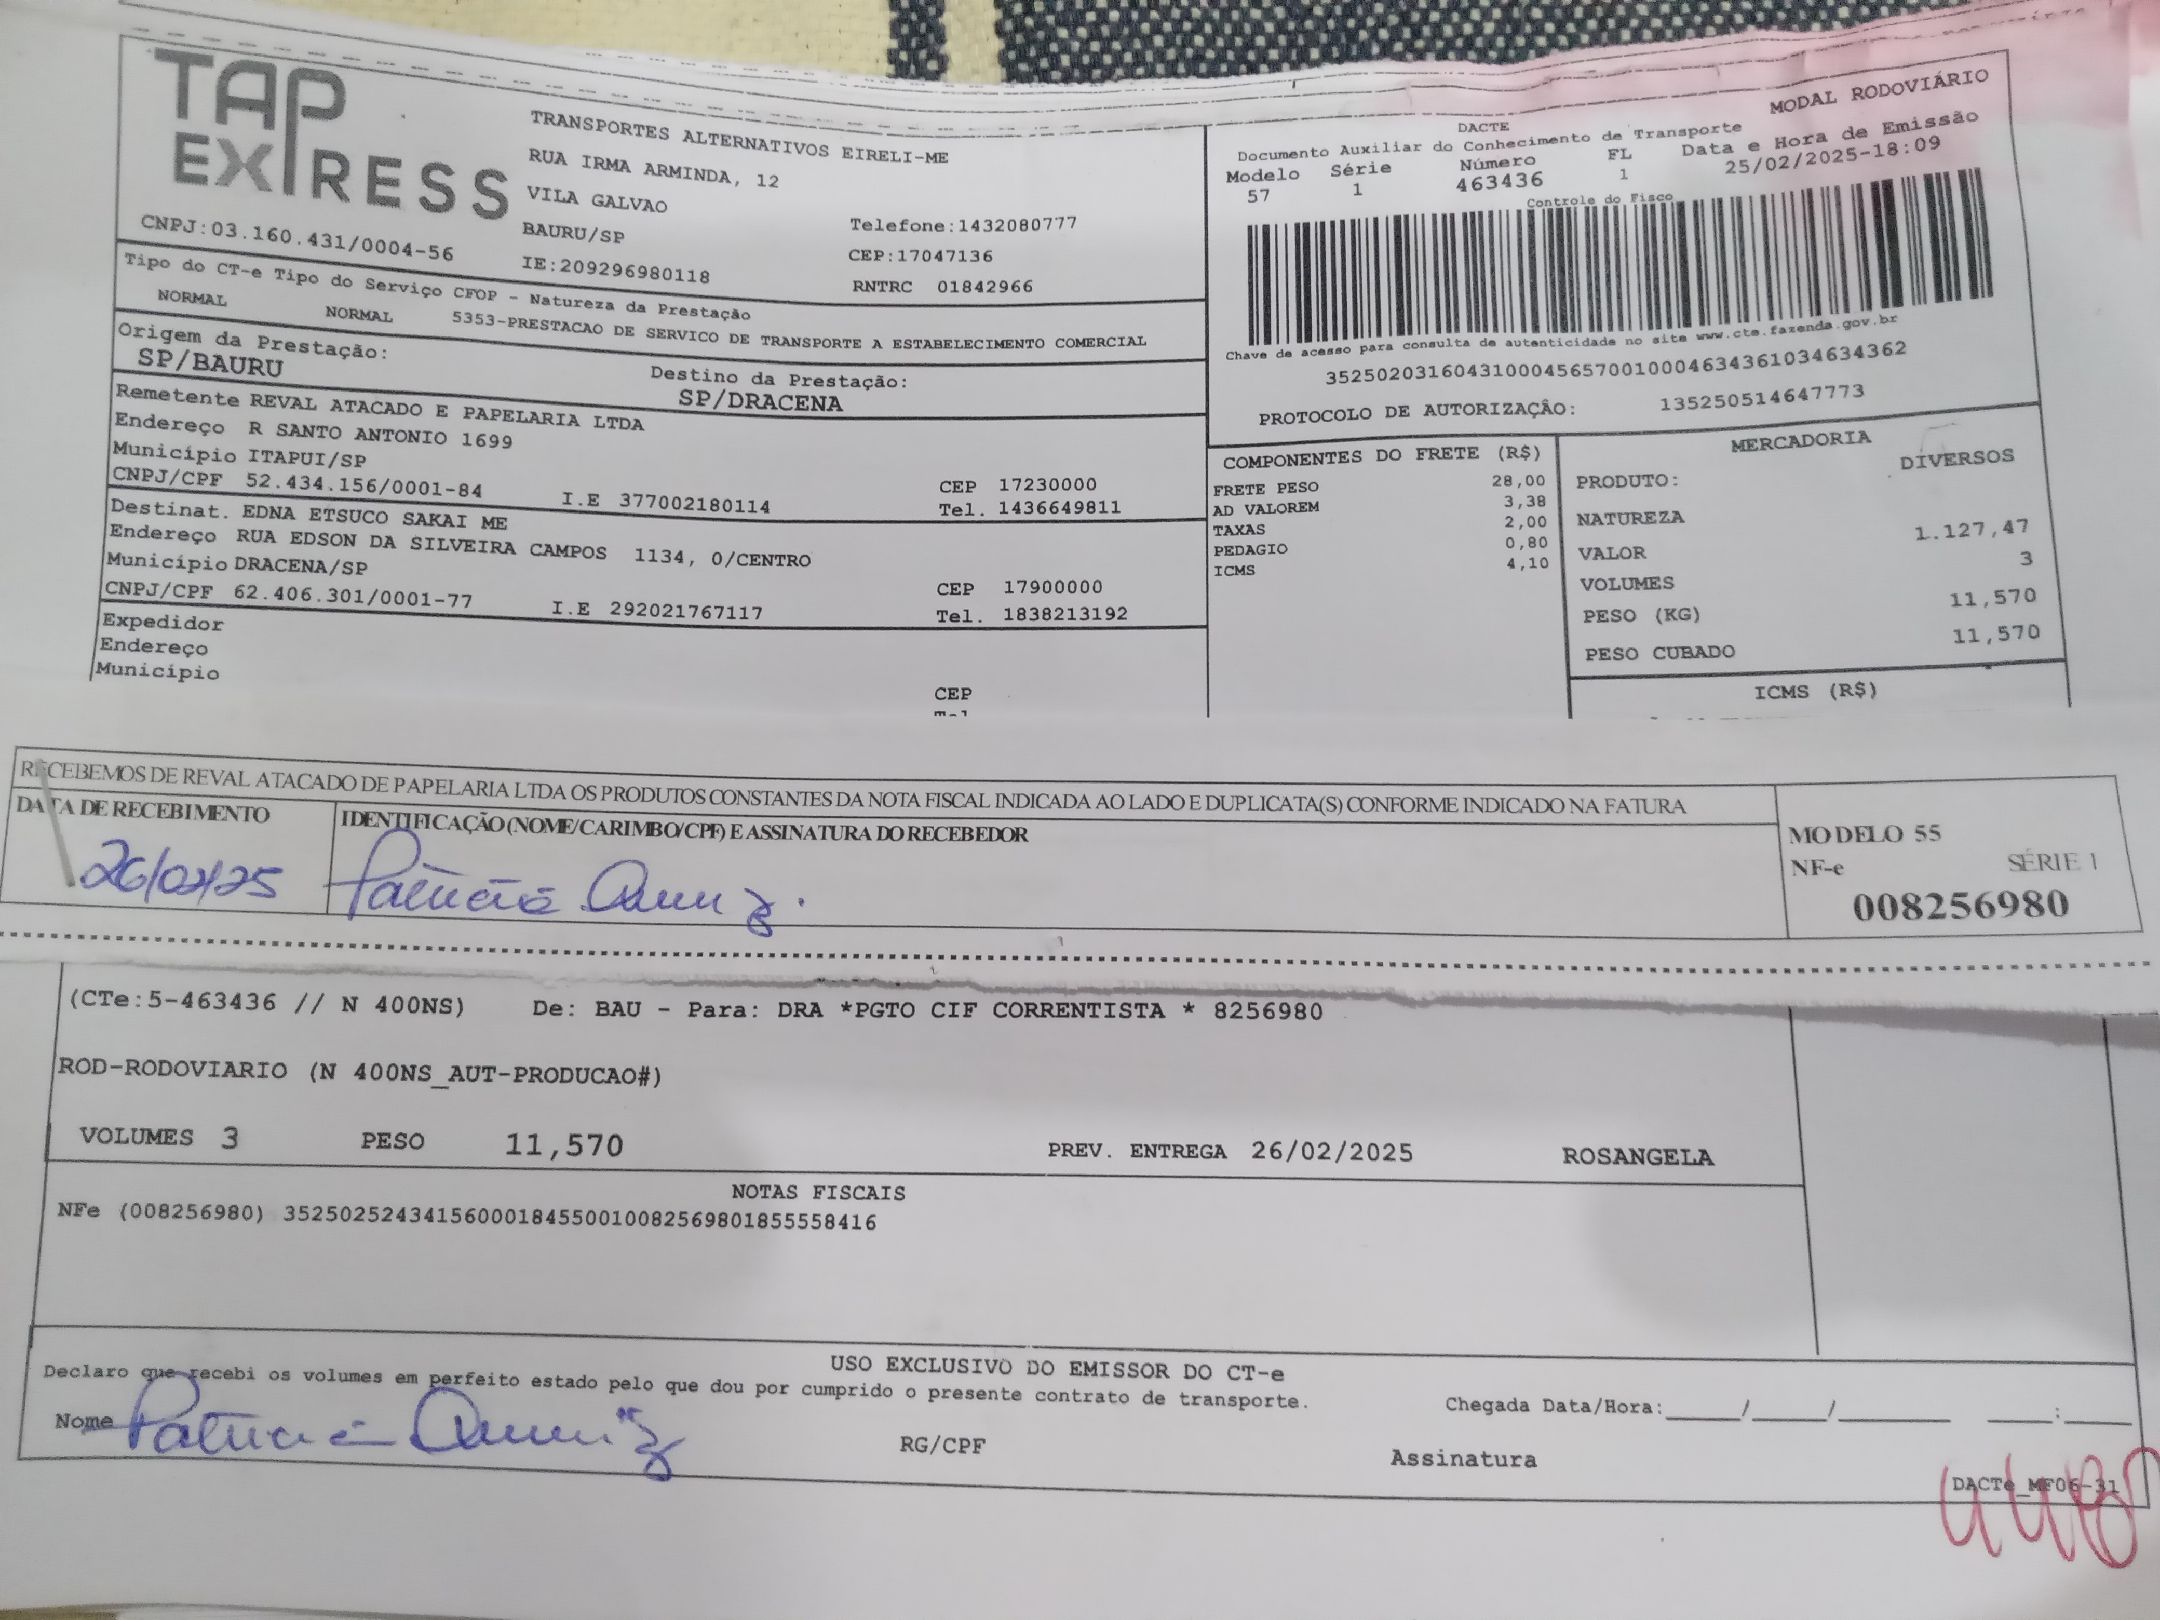 TAP
EXPRESS
CNPJ:03.160.431/0004-56
TRANSPORTES ALTERNATIVOS EIRELI-ME
RUA IRMA ARMINDA, 12
VILA GALVAO
BAURU/SP
IE:209296980118
Telefone:1432080777
CEP:17047136
RNTRC 01842966
MODAL RODOVIÁRIO
DACTE
Documento Auxiliar do Conhecimento de Transporte
Modelo Série Número FL Data e Hora de Emissão
57 1 463436 1 25/02/2025-18:09
Controle do Fisco
Chave de acesso para consulta de autenticidade no site www.cte.fazenda.gov.br
35250203160431000456570010004634361034634362
PROTOCOLO DE AUTORIZAÇÃO: 135250514647773
Tipo do CT-e Tipo do Serviço CFOP - Natureza da Prestação
NORMAL NORMAL 5353-PRESTACAO DE SERVICO DE TRANSPORTE A ESTABELECIMENTO COMERCIAL
Origem da Prestação: Destino da Prestação:
SP/BAURU SP/DRACENA
Remetente REVAL ATACADO E PAPELARIA LTDA
Endereço R SANTO ANTONIO 1699
Município ITAPUI/SP CEP 17230000
CNPJ/CPF 52.434.156/0001-84 I.E 377002180114 Tel. 1436649811
Destinat. EDNA ETSUCO SAKAI ME
Endereço RUA EDSON DA SILVEIRA CAMPOS 1134, 0/CENTRO
Município DRACENA/SP CEP 17900000
CNPJ/CPF 62.406.301/0001-77 I.E 292021767117 Tel. 1838213192
Expedidor
Endereço
Município
CEP
COMPONENTES DO FRETE (R$)
FRETE PESO 28,00
AD VALOREM 3,38
TAXAS 2,00
PEDAGIO 0,80
ICMS 4,10
MERCADORIA
PRODUTO: DIVERSOS
NATUREZA
VALOR 1.127,47
VOLUMES 3
PESO (KG) 11,570
PESO CUBADO 11,570
ICMS (R$)
RECEBEMOS DE REVAL ATACADO DE PAPELARIA LTDA OS PRODUTOS CONSTANTES DA NOTA FISCAL INDICADA AO LADO E DUPLICATA(S) CONFORME INDICADO NA FATURA
DATA DE RECEBIMENTO IDENTIFICAÇÃO (NOME/CARIMBO/CPF) E ASSINATURA DO RECEBEDOR
26/02/25 Patricia
MODELO 55
NF-e SÉRIE 1
008256980
(CTe:5-463436 // N 400NS) De: BAU - Para: DRA *PGTO CIF CORRENTISTA * 8256980
ROD-RODOVIARIO (N 400NS_AUT-PRODUCAO#)
VOLUMES 3 PESO 11,570 PREV. ENTREGA 26/02/2025 ROSANGELA
NOTAS FISCAIS
NFe (008256980) 35250252434156000184550010082569801855558416
USO EXCLUSIVO DO EMISSOR DO CT-e
Declaro que recebi os volumes em perfeito estado pelo que dou por cumprido o presente contrato de transporte.
Chegada Data/Hora:____/____/______ ___:____
Nome Patricia RG/CPF Assinatura
DACTe_MF06-31